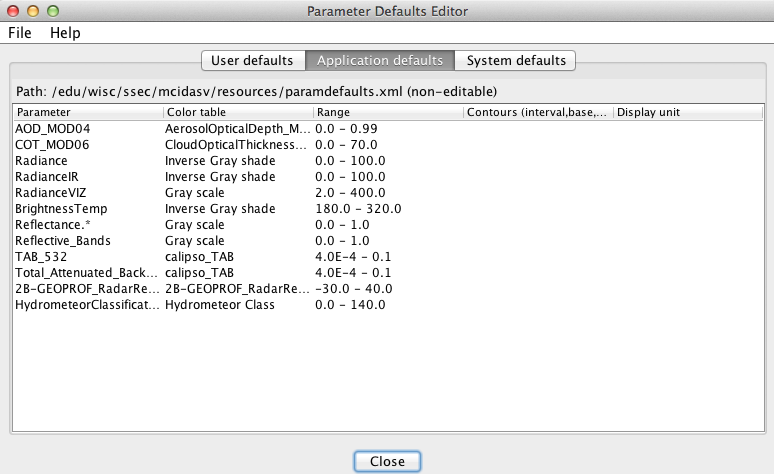 Parameter Defaults Editor
File Help
User defaults Application defaults System defaults
Path: /edu/wisc/ssec/mcidasv/resources/paramdefaults.xml (non-editable)
Parameter Color table Range Contours (interval,base,... Display unit
AOD_MOD04 AerosolOpticalDepth_M... 0.0 - 0.99
COT_MOD06 CloudOpticalThickness... 0.0 - 70.0
Radiance Inverse Gray shade 0.0 - 100.0
RadianceIR Inverse Gray shade 0.0 - 100.0
RadianceVIZ Gray scale 2.0 - 400.0
BrightnessTemp Inverse Gray shade 180.0 - 320.0
Reflectance.* Gray scale 0.0 - 1.0
Reflective_Bands Gray scale 0.0 - 1.0
TAB_532 calipso_TAB 4.0E-4 - 0.1
Total_Attenuated_Back... calipso_TAB 4.0E-4 - 0.1
2B-GEOPROF_RadarRe... 2B-GEOPROF_RadarRe... -30.0 - 40.0
HydrometeorClassificat... Hydrometeor Class 0.0 - 140.0
Close